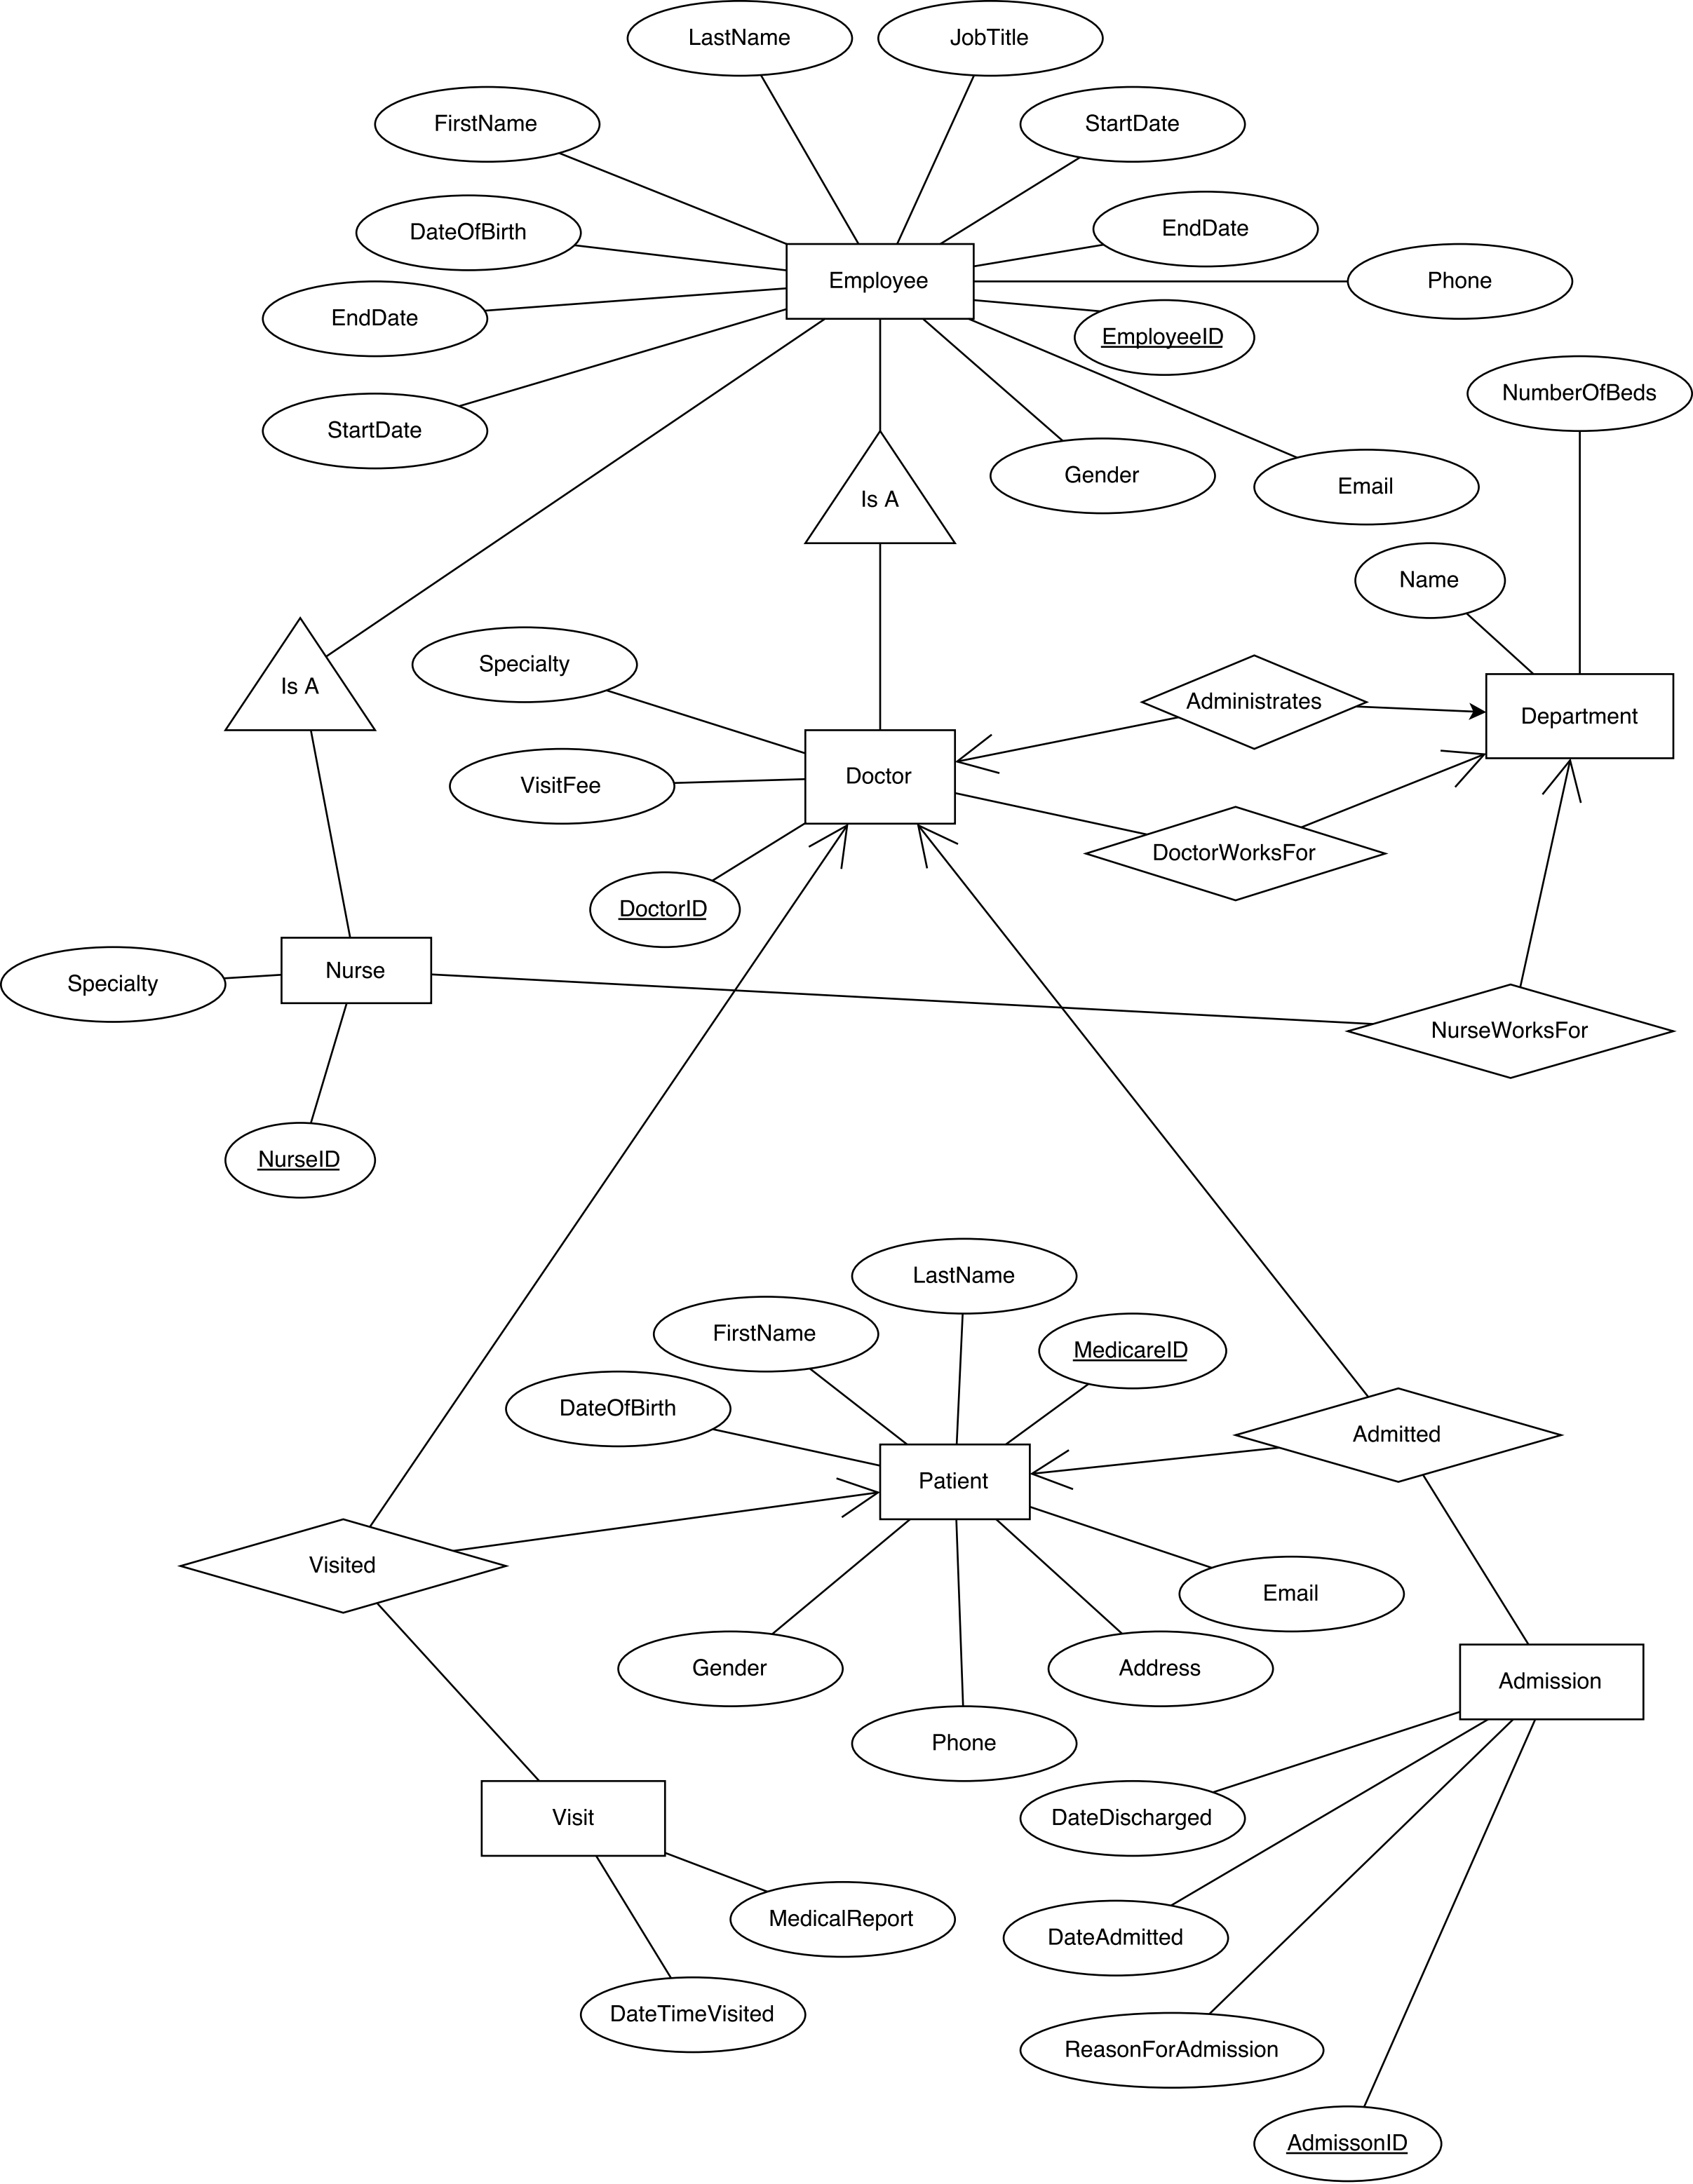 LastName
JobTitle
FirstName
StartDate
DateOfBirth
EndDate
Employee
Phone
EndDate
EmployeeID
NumberOfBeds
StartDate
Gender
Email
Is A
Name
Specialty
Is A
Administrates
Department
Doctor
VisitFee
DoctorWorksFor
DoctorID
Nurse
Specialty
NurseWorksFor
NurseID
LastName
FirstName
MedicareID
DateOfBirth
Admitted
Patient
Visited
Email
Gender
Address
Admission
Phone
Visit
DateDischarged
MedicalReport
DateAdmitted
DateTimeVisited
ReasonForAdmission
AdmissonID